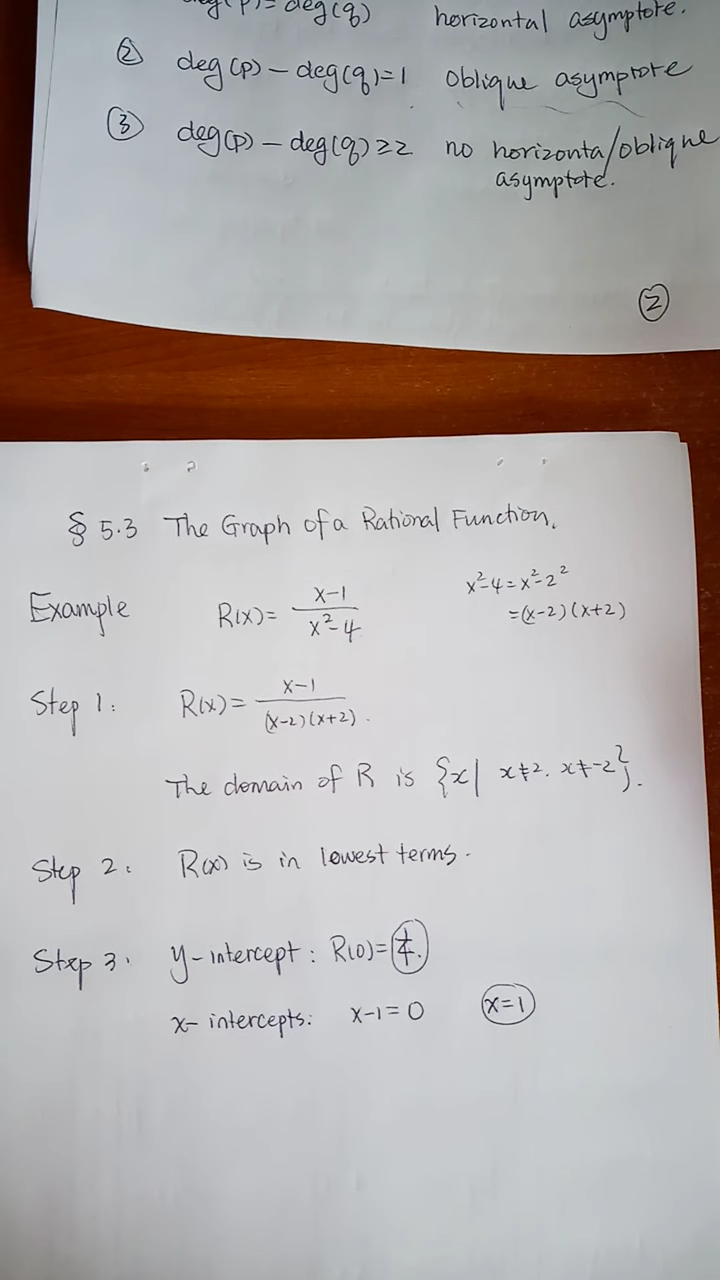 deg(p)=deg(q) horizontal asymptote.
② deg(p)-deg(q)=1 oblique asymptote
③ deg(p)-deg(q)≥2 no horizontal/oblique
asymptote.
②
§ 5.3 The Graph of a Rational Function.
Example R(x)= (x-1)/(x²-4) x²-4=x²-2²
=(x-2)(x+2)
Step 1: R(x)= (x-1)/((x-2)(x+2)).
The domain of R is {x| x≠2. x≠-2}.
Step 2: R(x) is in lowest terms.
Step 3. y-intercept: R(0)=1/4.
x-intercepts: x-1=0 x=1